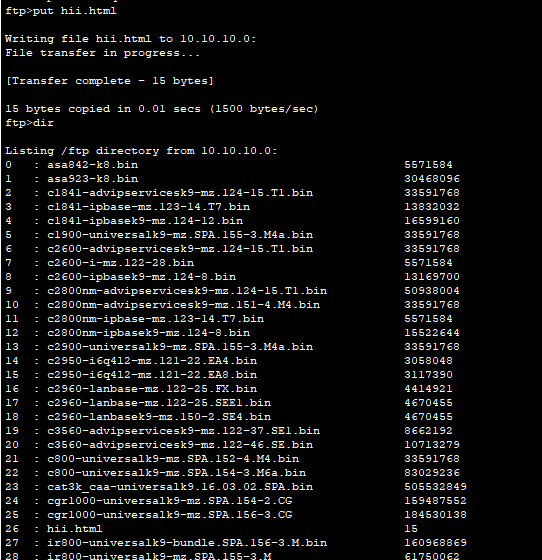 ftp>put hii.html
Writing file hii.html to 10.10.10.0:
File transfer in progress...
[Transfer complete - 15 bytes]
15 bytes copied in 0.01 secs (1500 bytes/sec)
ftp>dir
Listing /ftp directory from 10.10.10.0:
0 : asa842-k8.bin 5571584
1 : asa923-k8.bin 30468096
2 : c1841-advipservicesk9-mz.124-15.T1.bin 33591768
3 : c1841-ipbase-mz.123-14.T7.bin 13832032
4 : c1841-ipbasek9-mz.124-12.bin 16599160
5 : c1900-universalk9-mz.SPA.155-3.M4a.bin 33591768
6 : c2600-advipservicesk9-mz.124-15.T1.bin 33591768
7 : c2600-i-mz.122-28.bin 5571584
8 : c2600-ipbasek9-mz.124-8.bin 13169700
9 : c2800nm-advipservicesk9-mz.124-15.T1.bin 50938004
10 : c2800nm-advipservicesk9-mz.151-4.M4.bin 33591768
11 : c2800nm-ipbase-mz.123-14.T7.bin 5571584
12 : c2800nm-ipbasek9-mz.124-8.bin 15522644
13 : c2900-universalk9-mz.SPA.155-3.M4a.bin 33591768
14 : c2950-i6q4l2-mz.121-22.EA4.bin 3058048
15 : c2950-i6q4l2-mz.121-22.EA8.bin 3117390
16 : c2960-lanbase-mz.122-25.FX.bin 4414921
17 : c2960-lanbase-mz.122-25.SEE1.bin 4670455
18 : c2960-lanbasek9-mz.150-2.SE4.bin 4670455
19 : c3560-advipservicesk9-mz.122-37.SE1.bin 8662192
20 : c3560-advipservicesk9-mz.122-46.SE.bin 10713279
21 : c800-universalk9-mz.SPA.152-4.M4.bin 33591768
22 : c800-universalk9-mz.SPA.154-3.M6a.bin 83029236
23 : cat3k_caa-universalk9.16.03.02.SPA.bin 505532849
24 : cgr1000-universalk9-mz.SPA.154-2.CG 159487552
25 : cgr1000-universalk9-mz.SPA.156-3.CG 184530138
26 : hii.html 15
27 : ir800-universalk9-bundle.SPA.156-3.M.bin 160968869
28 : ir800-universalk9-mz.SPA.155-3.M 61750062